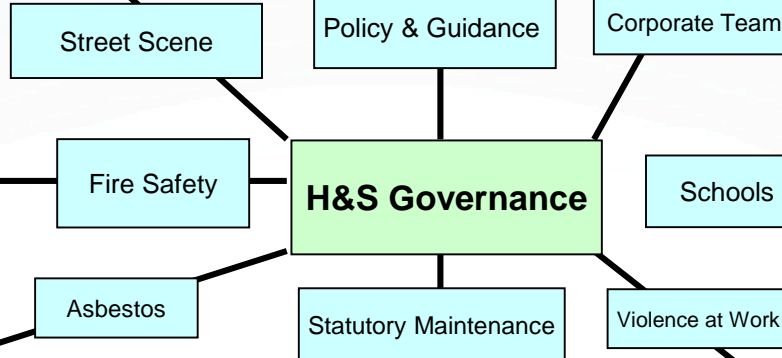 Street Scene
Policy & Guidance
Corporate Team
Fire Safety
H&S Governance
Schools
Asbestos
Statutory Maintenance
Violence at Work